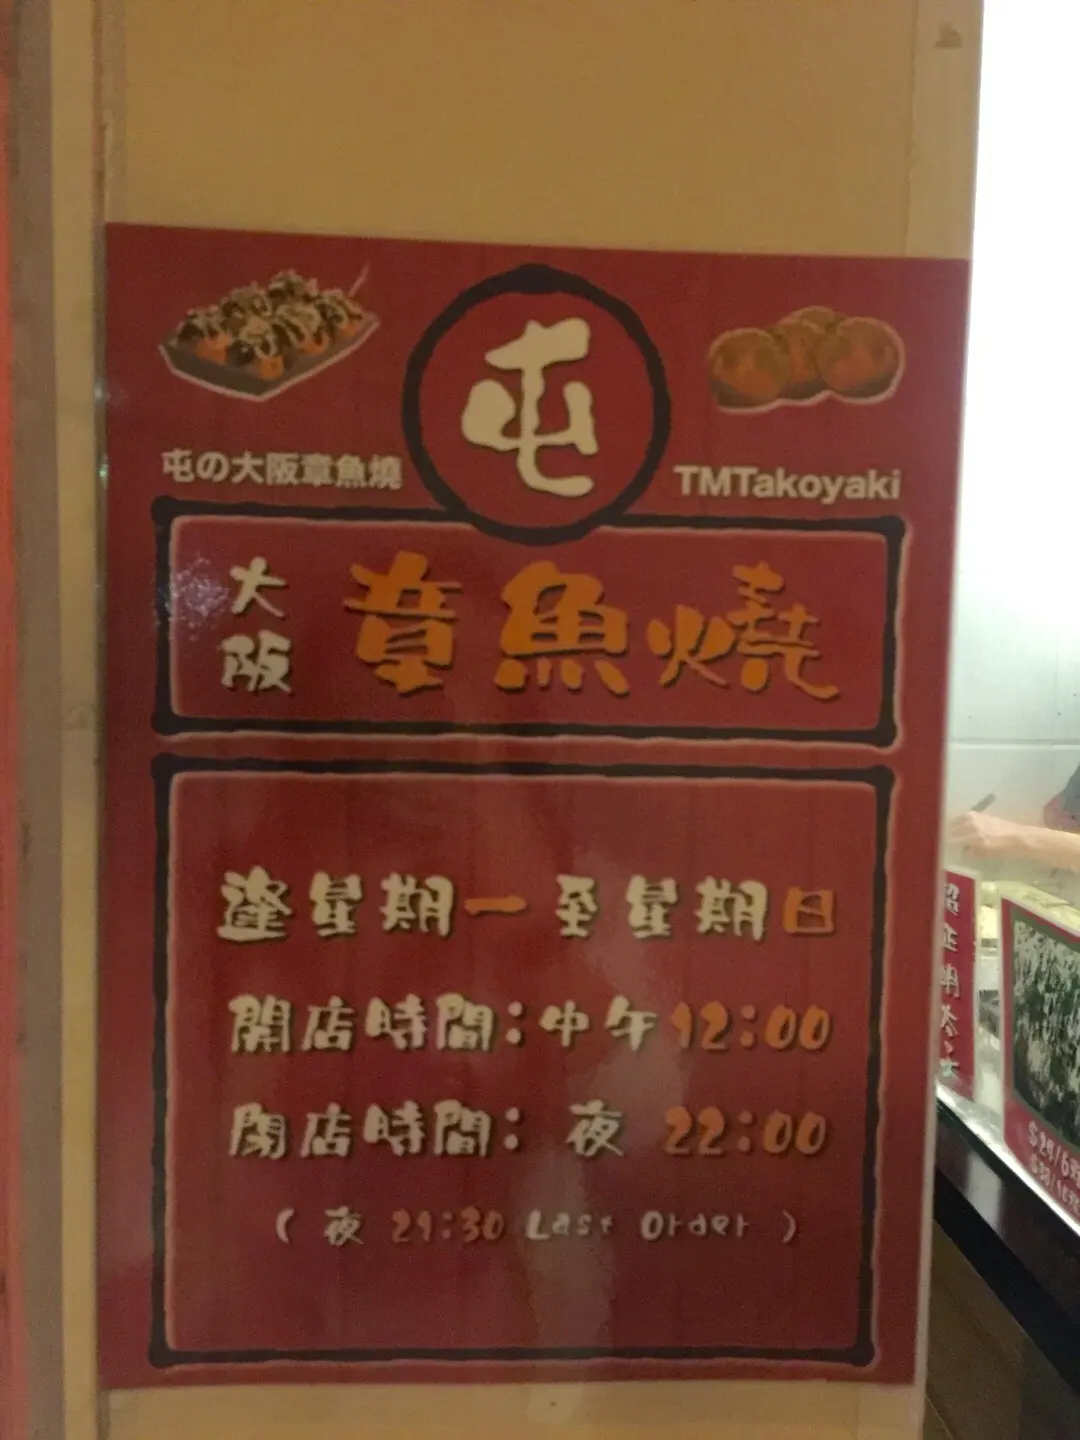 屯
屯の大阪章魚燒
TMTakoyaki
大阪
章魚燒
逢星期一至星期日
開店時間：中午12:00
閉店時間：夜 22:00
( 夜 21:30 Last Order )